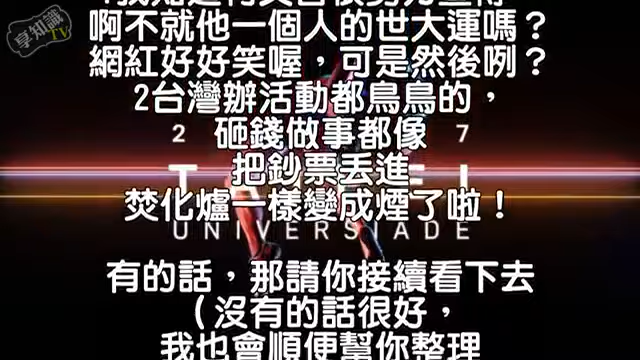 享知識
TV
啊不就他一個人的世大運嗎？
網紅好好笑喔，可是然後咧？
2台灣辦活動都鳥鳥的，
2 7
砸錢做事都像
把鈔票丟進
焚化爐一樣變成煙了啦！
UNIVERSIADE
有的話，那請你接續看下去
（沒有的話很好，
我也會順便幫你整理